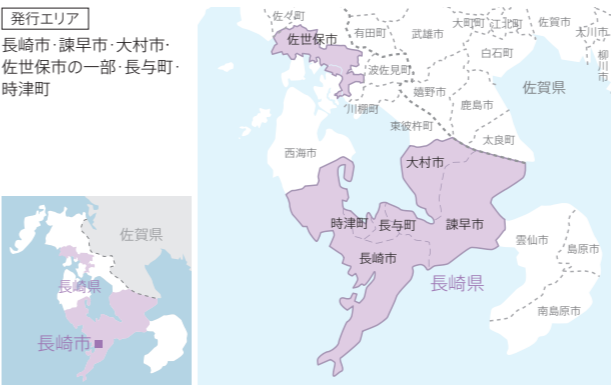 発行エリア
長崎市・諫早市・大村市・
佐世保市の一部・長与町・
時津町
佐々町
佐世保市
有田町
武雄市
大町町
江北町
佐賀市
大川市
柳川市
白石町
波佐見町
嬉野市
鹿島市
佐賀県
川棚町
東彼杵町
太良町
西海市
大村市
時津町
長与町
諫早市
長崎市
長崎県
雲仙市
島原市
南島原市
佐賀県
長崎県
長崎市